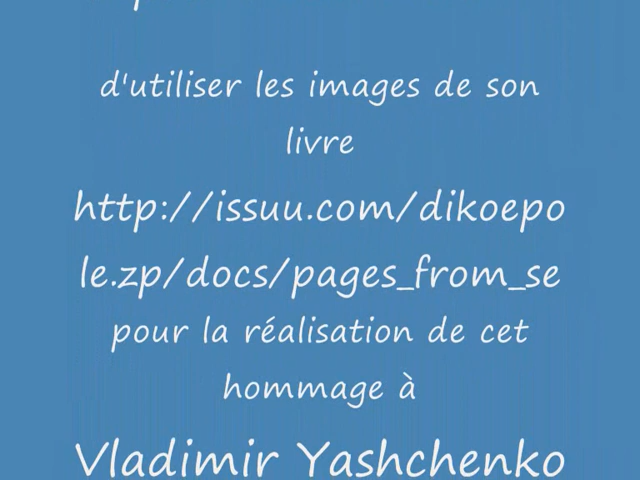 d'utiliser les images de son
livre
http://issuu.com/dikoepo
le.zp/docs/pages_from_se
pour la réalisation de cet
hommage à
Vladimir Yashchenko